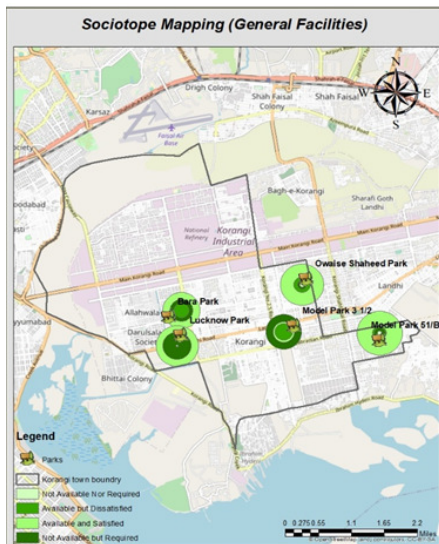 Sociotope Mapping (General Facilities)
Drigh Colony
Shah Faisal
Colony
Shah Faisal
Karsaz
N
W E
S
Faisal Air
Base
Bagh-e-Korangi
Sharafi Goth
Landhi
National
Refinery
Korangi
Industrial
Area
Main Korangi Road
Main Korangi Road
Owaise Shaheed Park
Bara Park
Allahwala
Lucknow Park
Model Park 3 1/2
Darulsala
Society
Korangi
Model Park 51/B
Bhittai Colony
Legend
Parks
Korangi town boundry
Not Available Nor Required
Available but Dissatisfied
Available and Satisfied
Not Available but Required
0 0.275 0.55 1.1 1.65 2.2
Miles